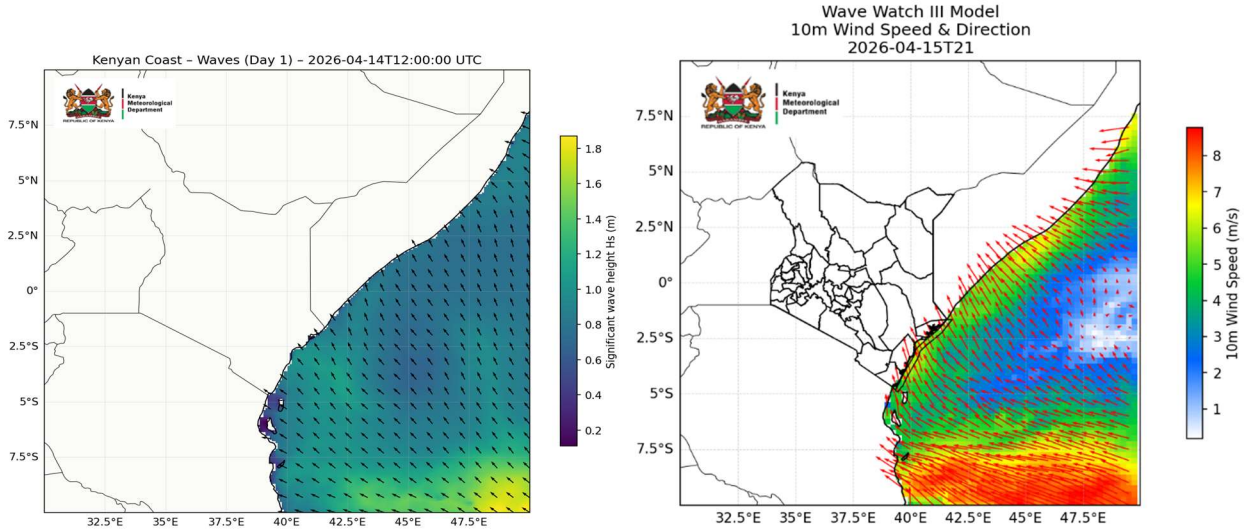 Kenyan Coast – Waves (Day 1) – 2026-04-14T12:00:00 UTC
REPUBLIC OF KENYA
Kenya
Meteorological
Department
7.5°N
5°N
2.5°N
0°
2.5°S
5°S
7.5°S
32.5°E
35°E
37.5°E
40°E
42.5°E
45°E
47.5°E
1.8
1.6
1.4
1.2
1.0
0.8
0.6
0.4
0.2
Significant wave height Hs (m)
Wave Watch III Model
10m Wind Speed & Direction
2026-04-15T21
REPUBLIC OF KENYA
Kenya
Meteorological
Department
7.5°N
5°N
2.5°N
0°
2.5°S
5°S
7.5°S
32.5°E
35°E
37.5°E
40°E
42.5°E
45°E
47.5°E
8
7
6
5
4
3
2
1
10m Wind Speed (m/s)